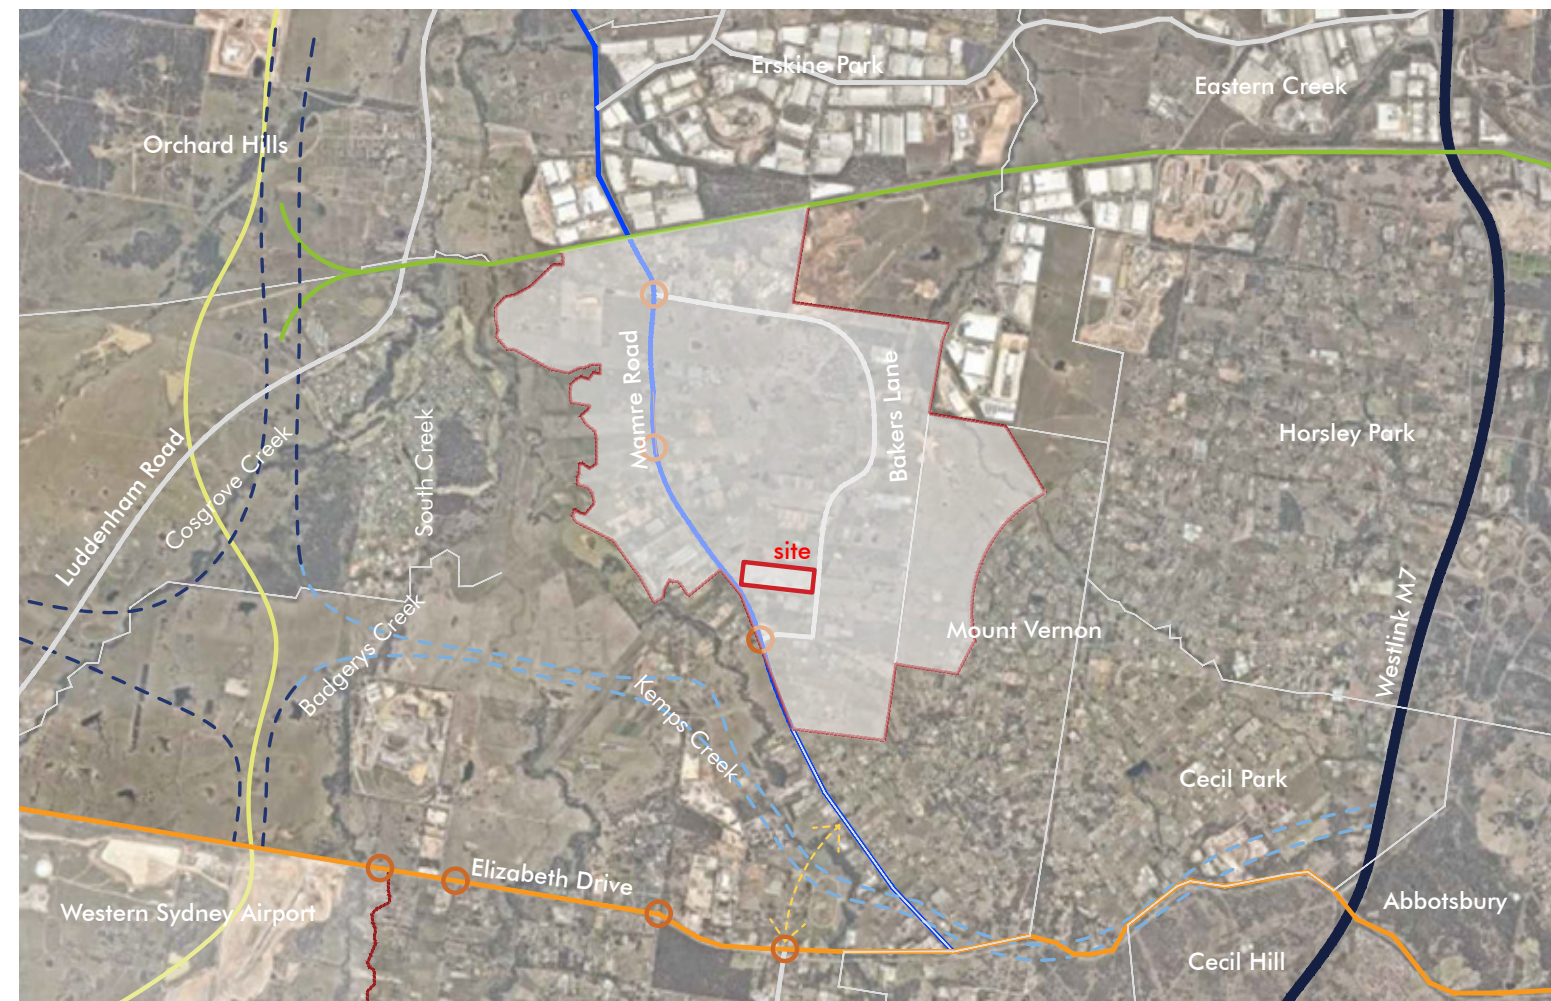 Erskine Park
Eastern Creek
Orchard Hills
Mamre Road
Bakers Lane
Horsley Park
Luddenham Road
Cosgrove Creek
South Creek
site
Mount Vernon
Westlink M7
Badgerys Creek
Kemps Creek
Cecil Park
Elizabeth Drive
Western Sydney Airport
Abbotsbury
Cecil Hill